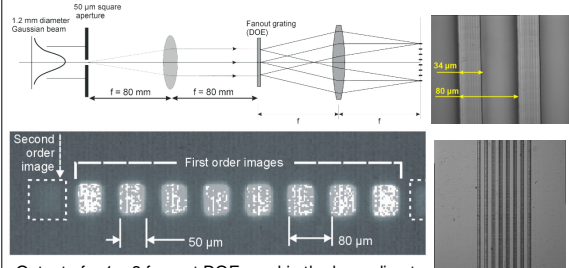 50 µm square
aperture
1.2 mm diameter
Gaussian beam
Fanout grating
(DOE)
f = 80 mm
f = 80 mm
f
f
34 µm
80 µm
Second
order
image
First order images
50 µm
80 µm